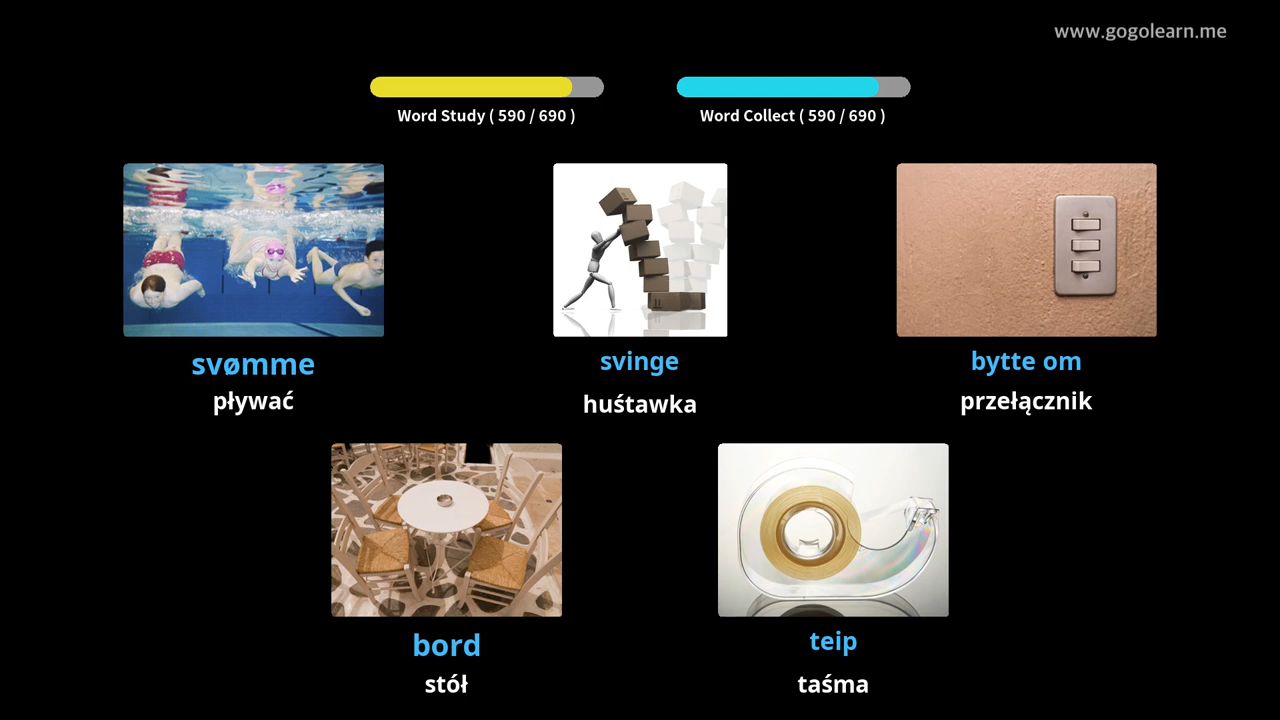 www.gogolearn.me
Word Study ( 590 / 690 )
Word Collect ( 590 / 690 )
svømme
pływać
svinge
huśtawka
bytte om
przełącznik
bord
stół
teip
taśma